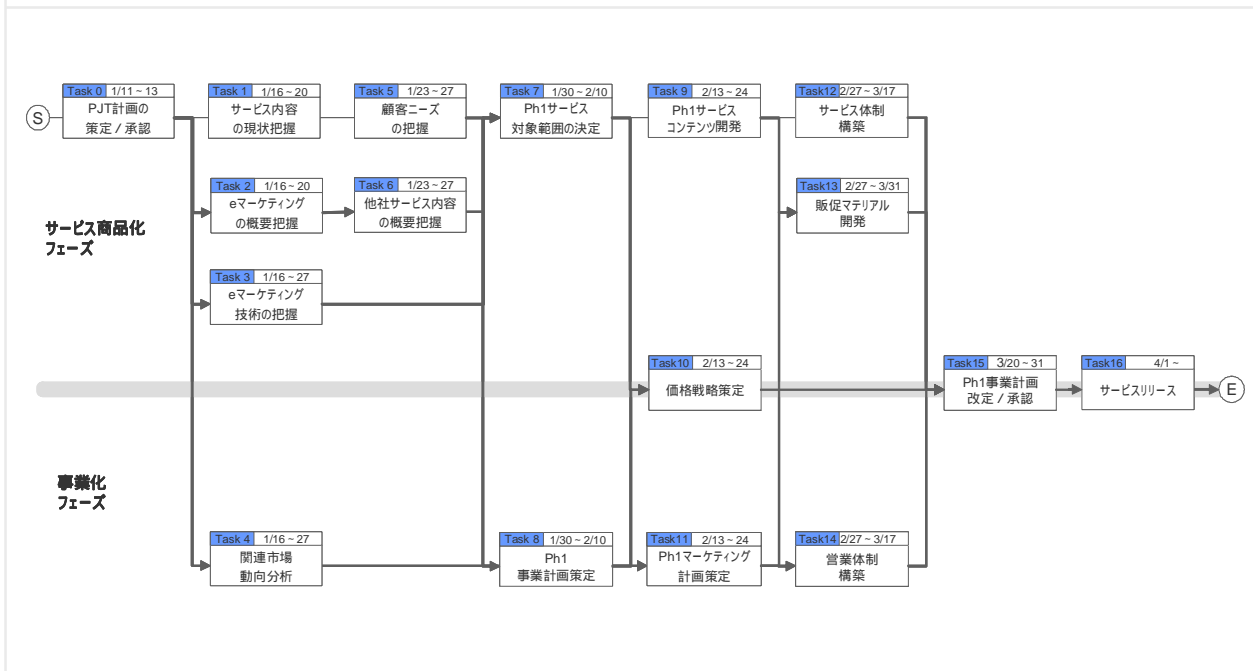 Task 0 1/11~13
PJT計画の
策定/承認
Task 1 1/16~20
サービス内容
の現状把握
Task 5 1/23~27
顧客ニーズ
の把握
Task 7 1/30~2/10
Ph1サービス
対象範囲の決定
Task 9 2/13~24
Ph1サービス
コンテンツ開発
Task12 2/27~3/17
サービス体制
構築
S
Task 2 1/16~20
eマーケティング
の概要把握
Task 6 1/23~27
他社サービス内容
の概要把握
Task13 2/27~3/31
販促マテリアル
開発
サービス商品化
フェーズ
Task 3 1/16~27
eマーケティング
技術の把握
Task10 2/13~24
価格戦略策定
Task15 3/20~31
Ph1事業計画
改定/承認
Task16 4/1~
サービスリリース
E
事業化
フェーズ
Task 4 1/16~27
関連市場
動向分析
Task 8 1/30~2/10
Ph1
事業計画策定
Task11 2/13~24
Ph1マーケティング
計画策定
Task14 2/27~3/17
営業体制
構築